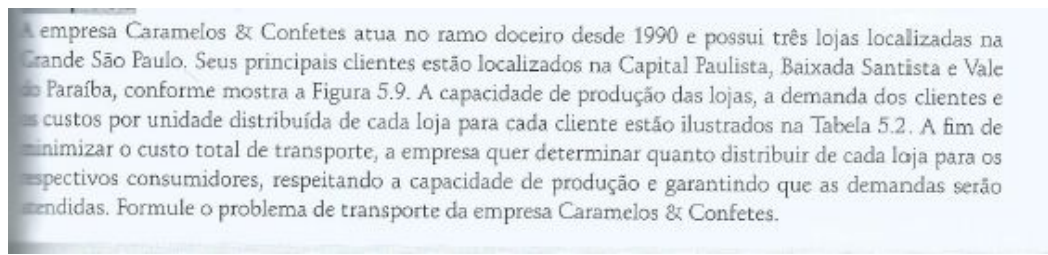 A empresa Caramelos & Confetes atua no ramo doceiro desde 1990 e possui três lojas localizadas na
Grande São Paulo. Seus principais clientes estão localizados na Capital Paulista, Baixada Santista e Vale
do Paraíba, conforme mostra a Figura 5.9. A capacidade de produção das lojas, a demanda dos clientes e
os custos por unidade distribuída de cada loja para cada cliente estão ilustrados na Tabela 5.2. A fim de
minimizar o custo total de transporte, a empresa quer determinar quanto distribuir de cada loja para os
respectivos consumidores, respeitando a capacidade de produção e garantindo que as demandas serão
atendidas. Formule o problema de transporte da empresa Caramelos & Confetes.